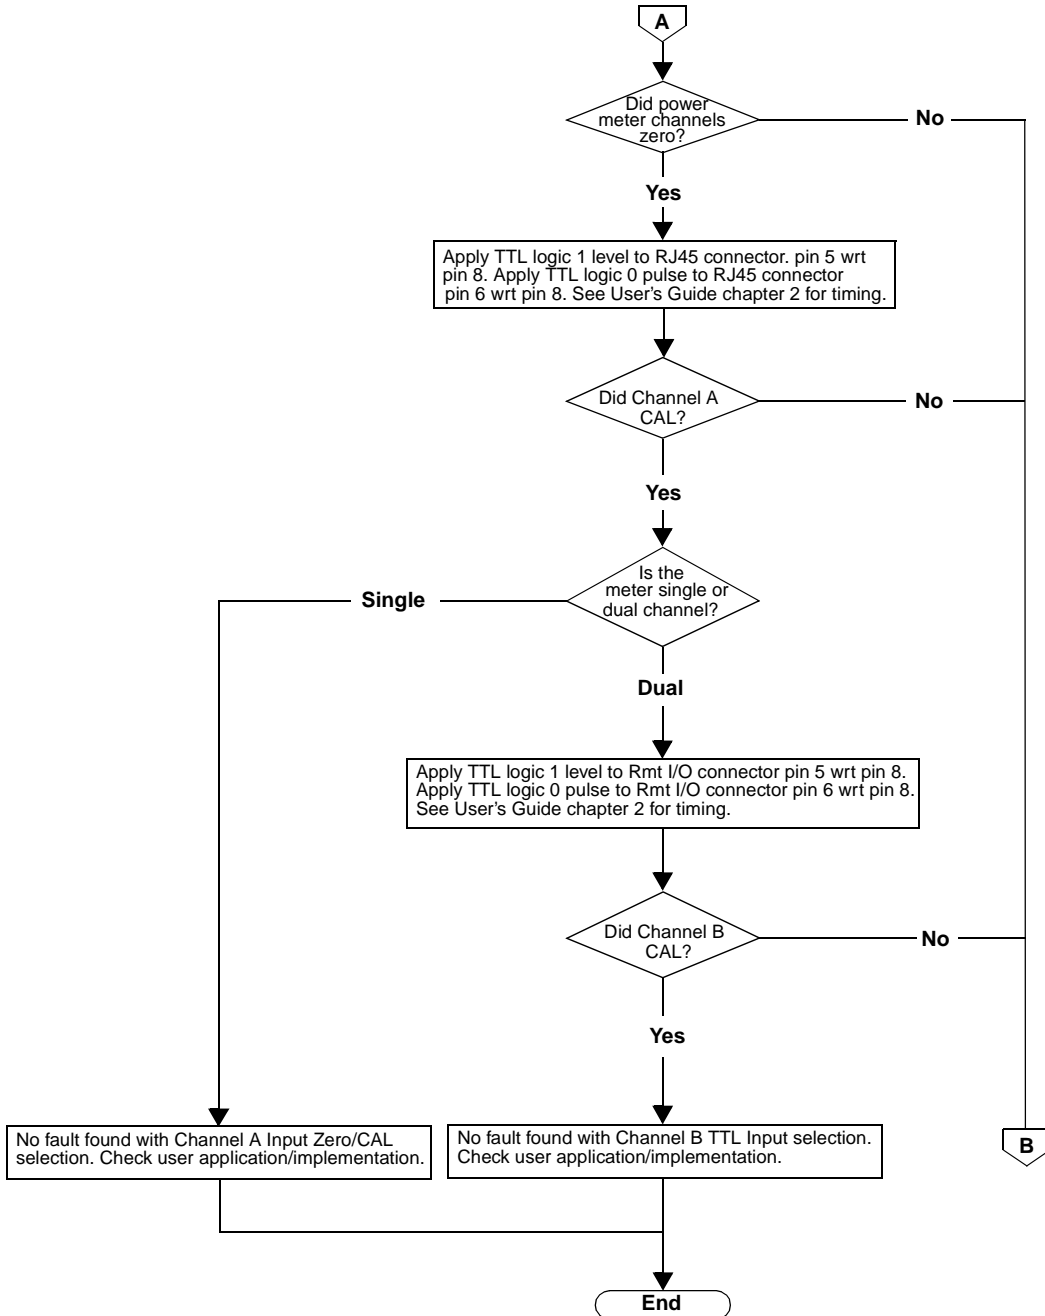 A
Did power
meter channels
zero?
No
Yes
Apply TTL logic 1 level to RJ45 connector. pin 5 wrt
pin 8. Apply TTL logic 0 pulse to RJ45 connector
pin 6 wrt pin 8. See User's Guide chapter 2 for timing.
Did Channel A
CAL?
No
Yes
Is the
meter single or
dual channel?
Single
Dual
Apply TTL logic 1 level to Rmt I/O connector pin 5 wrt pin 8.
Apply TTL logic 0 pulse to Rmt I/O connector pin 6 wrt pin 8.
See User's Guide chapter 2 for timing.
Did Channel B
CAL?
No
Yes
No fault found with Channel A Input Zero/CAL
selection. Check user application/implementation.
No fault found with Channel B TTL Input selection.
Check user application/implementation.
B
End